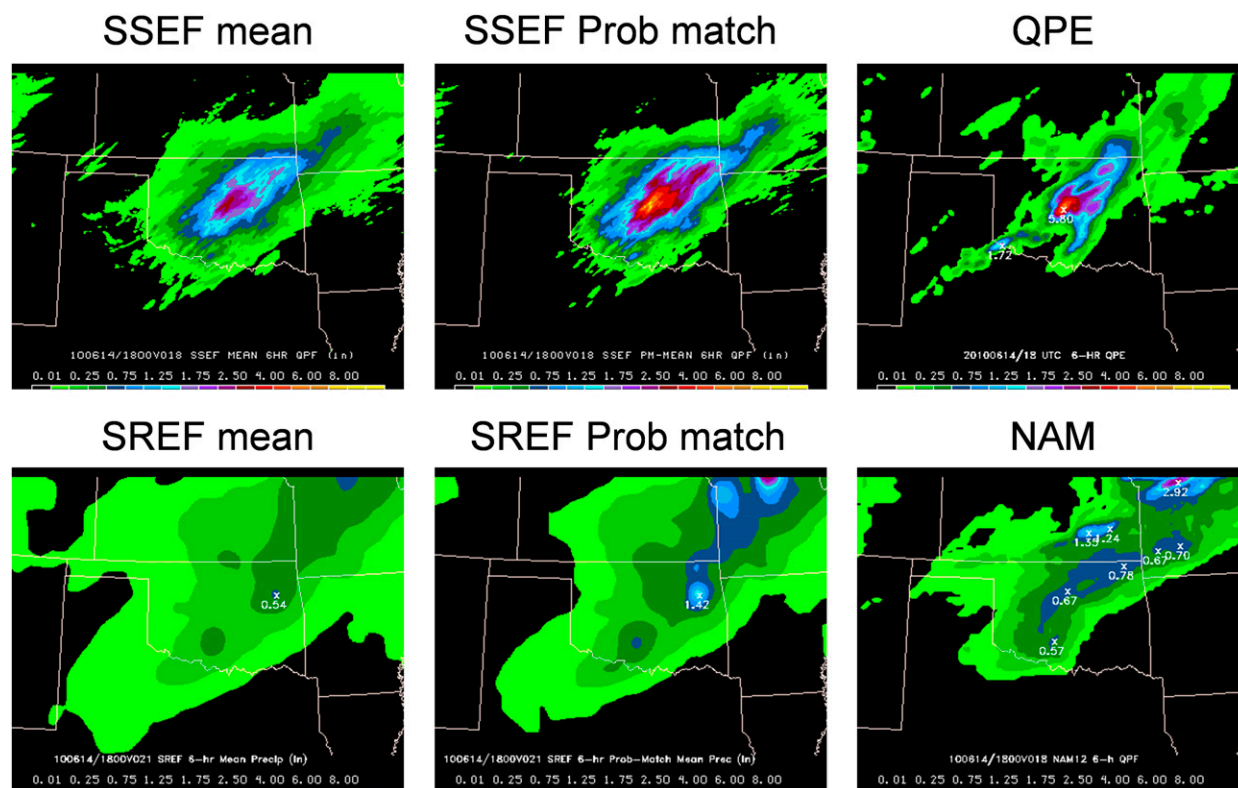 SSEF mean
SSEF Prob match
QPE
5.80
1.72
100614/1800V018 SSEF MEAN 6HR QPF (in)
100614/1800V018 SSEF PM-MEAN 6HR QPF (in)
20100614/18 UTC 6-HR QPE
0.01 0.25 0.75 1.25 1.75 2.50 4.00 6.00 8.00
0.01 0.25 0.75 1.25 1.75 2.50 4.00 6.00 8.00
0.01 0.25 0.75 1.25 1.75 2.50 4.00 6.00 8.00
SREF mean
SREF Prob match
NAM
0.54
1.42
2.92
1.35 1.24
0.67 0.70
0.78
0.67
0.57
100614/1800V021 SREF 6-hr Mean Precip (in)
100614/1800V021 SREF 6-hr Prob-Match Mean Prec (in)
100614/1800V018 NAM12 6-h QPF
0.01 0.25 0.75 1.25 1.75 2.50 4.00 6.00 8.00
0.01 0.25 0.75 1.25 1.75 2.50 4.00 6.00 8.00
0.01 0.25 0.75 1.25 1.75 2.50 4.00 6.00 8.00